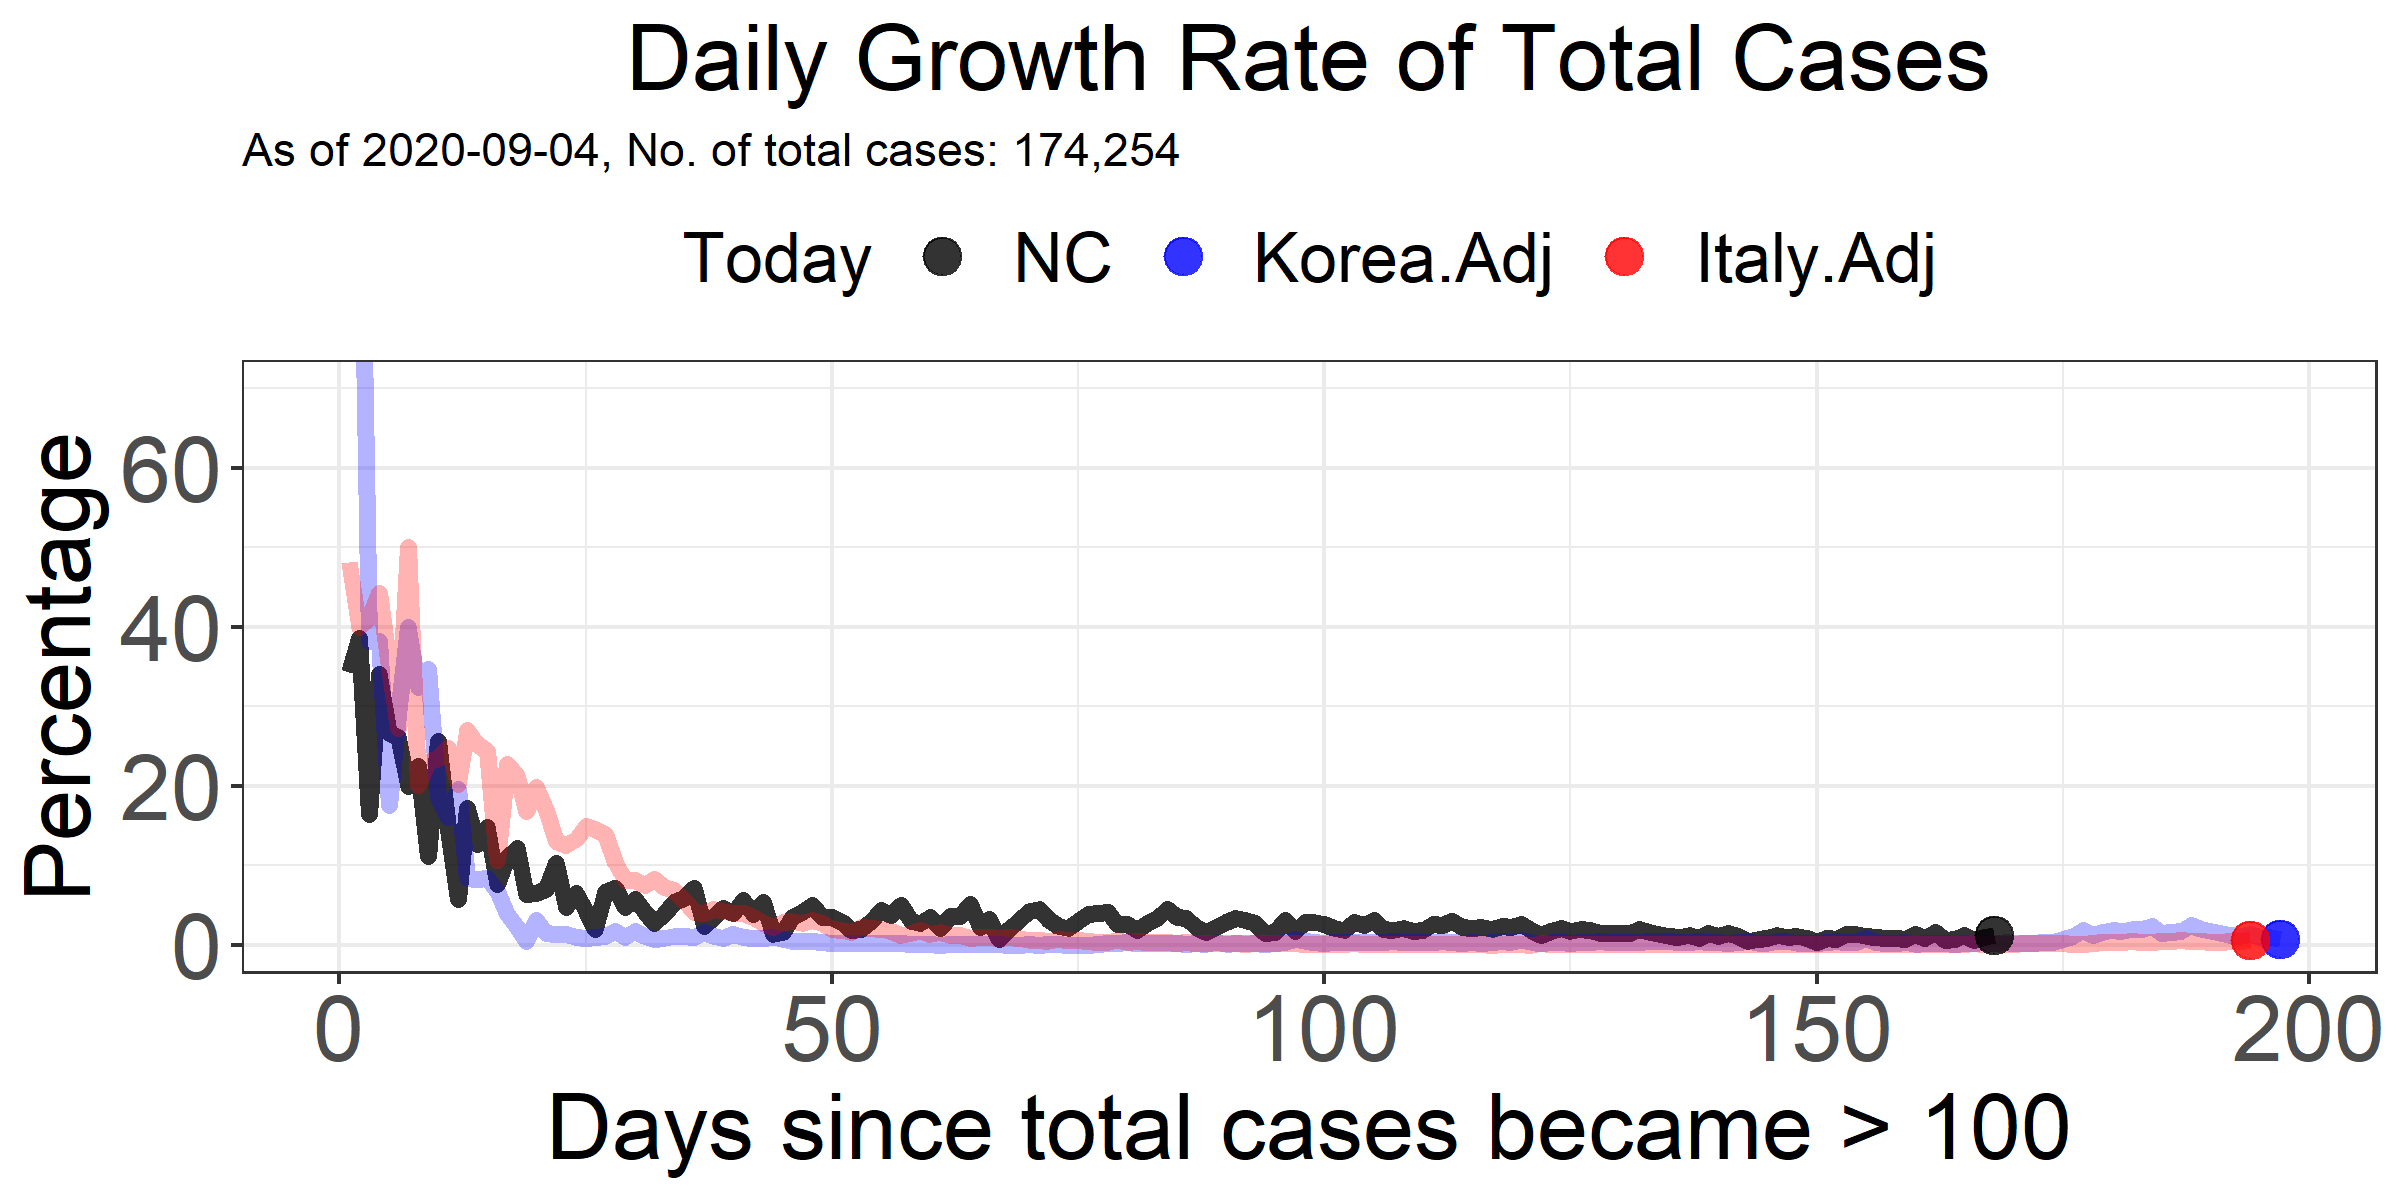 Daily Growth Rate of Total Cases
As of 2020-09-04, No. of total cases: 174,254
Today NC Korea.Adj Italy.Adj
Percentage
60
40
20
0
0 50 100 150 200
Days since total cases became > 100